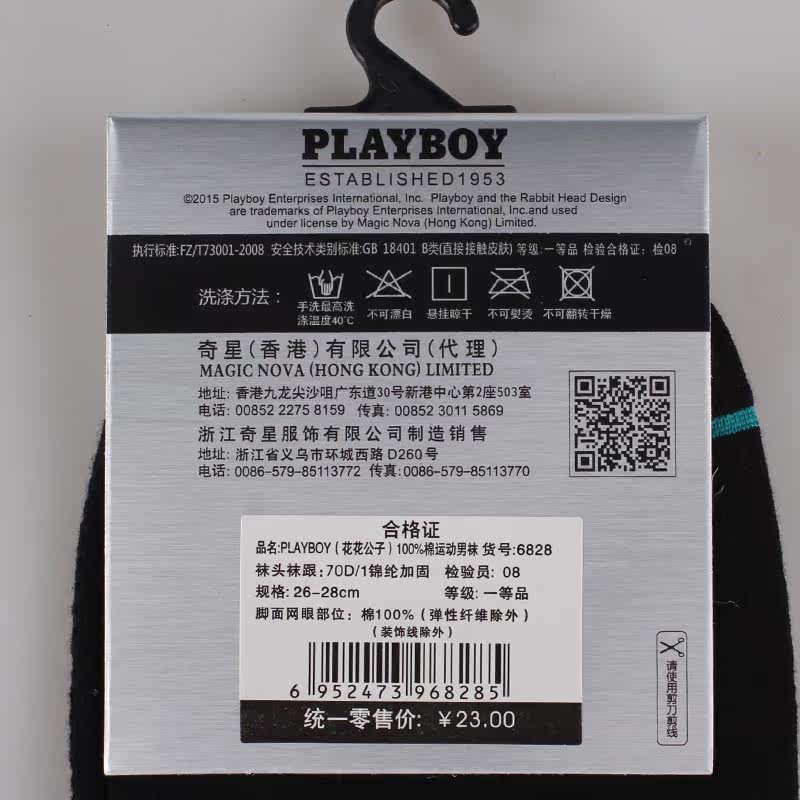 PLAYBOY
ESTABLISHED 1953
©2015 Playboy Enterprises International, Inc. Playboy and the Rabbit Head Design
are trademarks of Playboy Enterprises International, Inc.and used
under license by Magic Nova (Hong Kong) Limited.
执行标准:FZ/T73001-2008 安全技术类别标准:GB 18401 B类(直接接触皮肤) 等级:一等品 检验合格证：检08
洗涤方法：
手洗最高洗
涤温度40°C
不可漂白
悬挂晾干
不可熨烫
不可翻转干燥
奇星(香港)有限公司(代理)
MAGIC NOVA (HONG KONG) LIMITED
地址: 香港九龙尖沙咀广东道30号新港中心第2座503室
电话: 00852 2275 8159 传真: 00852 3011 5869
浙江奇星服饰有限公司制造销售
地址: 浙江省义乌市环城西路D260号
电话: 0086-579-85113772 传真:0086-579-85113770
合格证
品名:PLAYBOY（花花公子）100%棉运动男袜 货号:6828
袜头袜跟:70D/1锦纶加固 检验员: 08
规格: 26-28cm 等级: 一等品
脚面网眼部位: 棉100%（弹性纤维除外）
（装饰线除外）
6 952473 968285
统一零售价: ￥23.00
请使用剪刀剪线